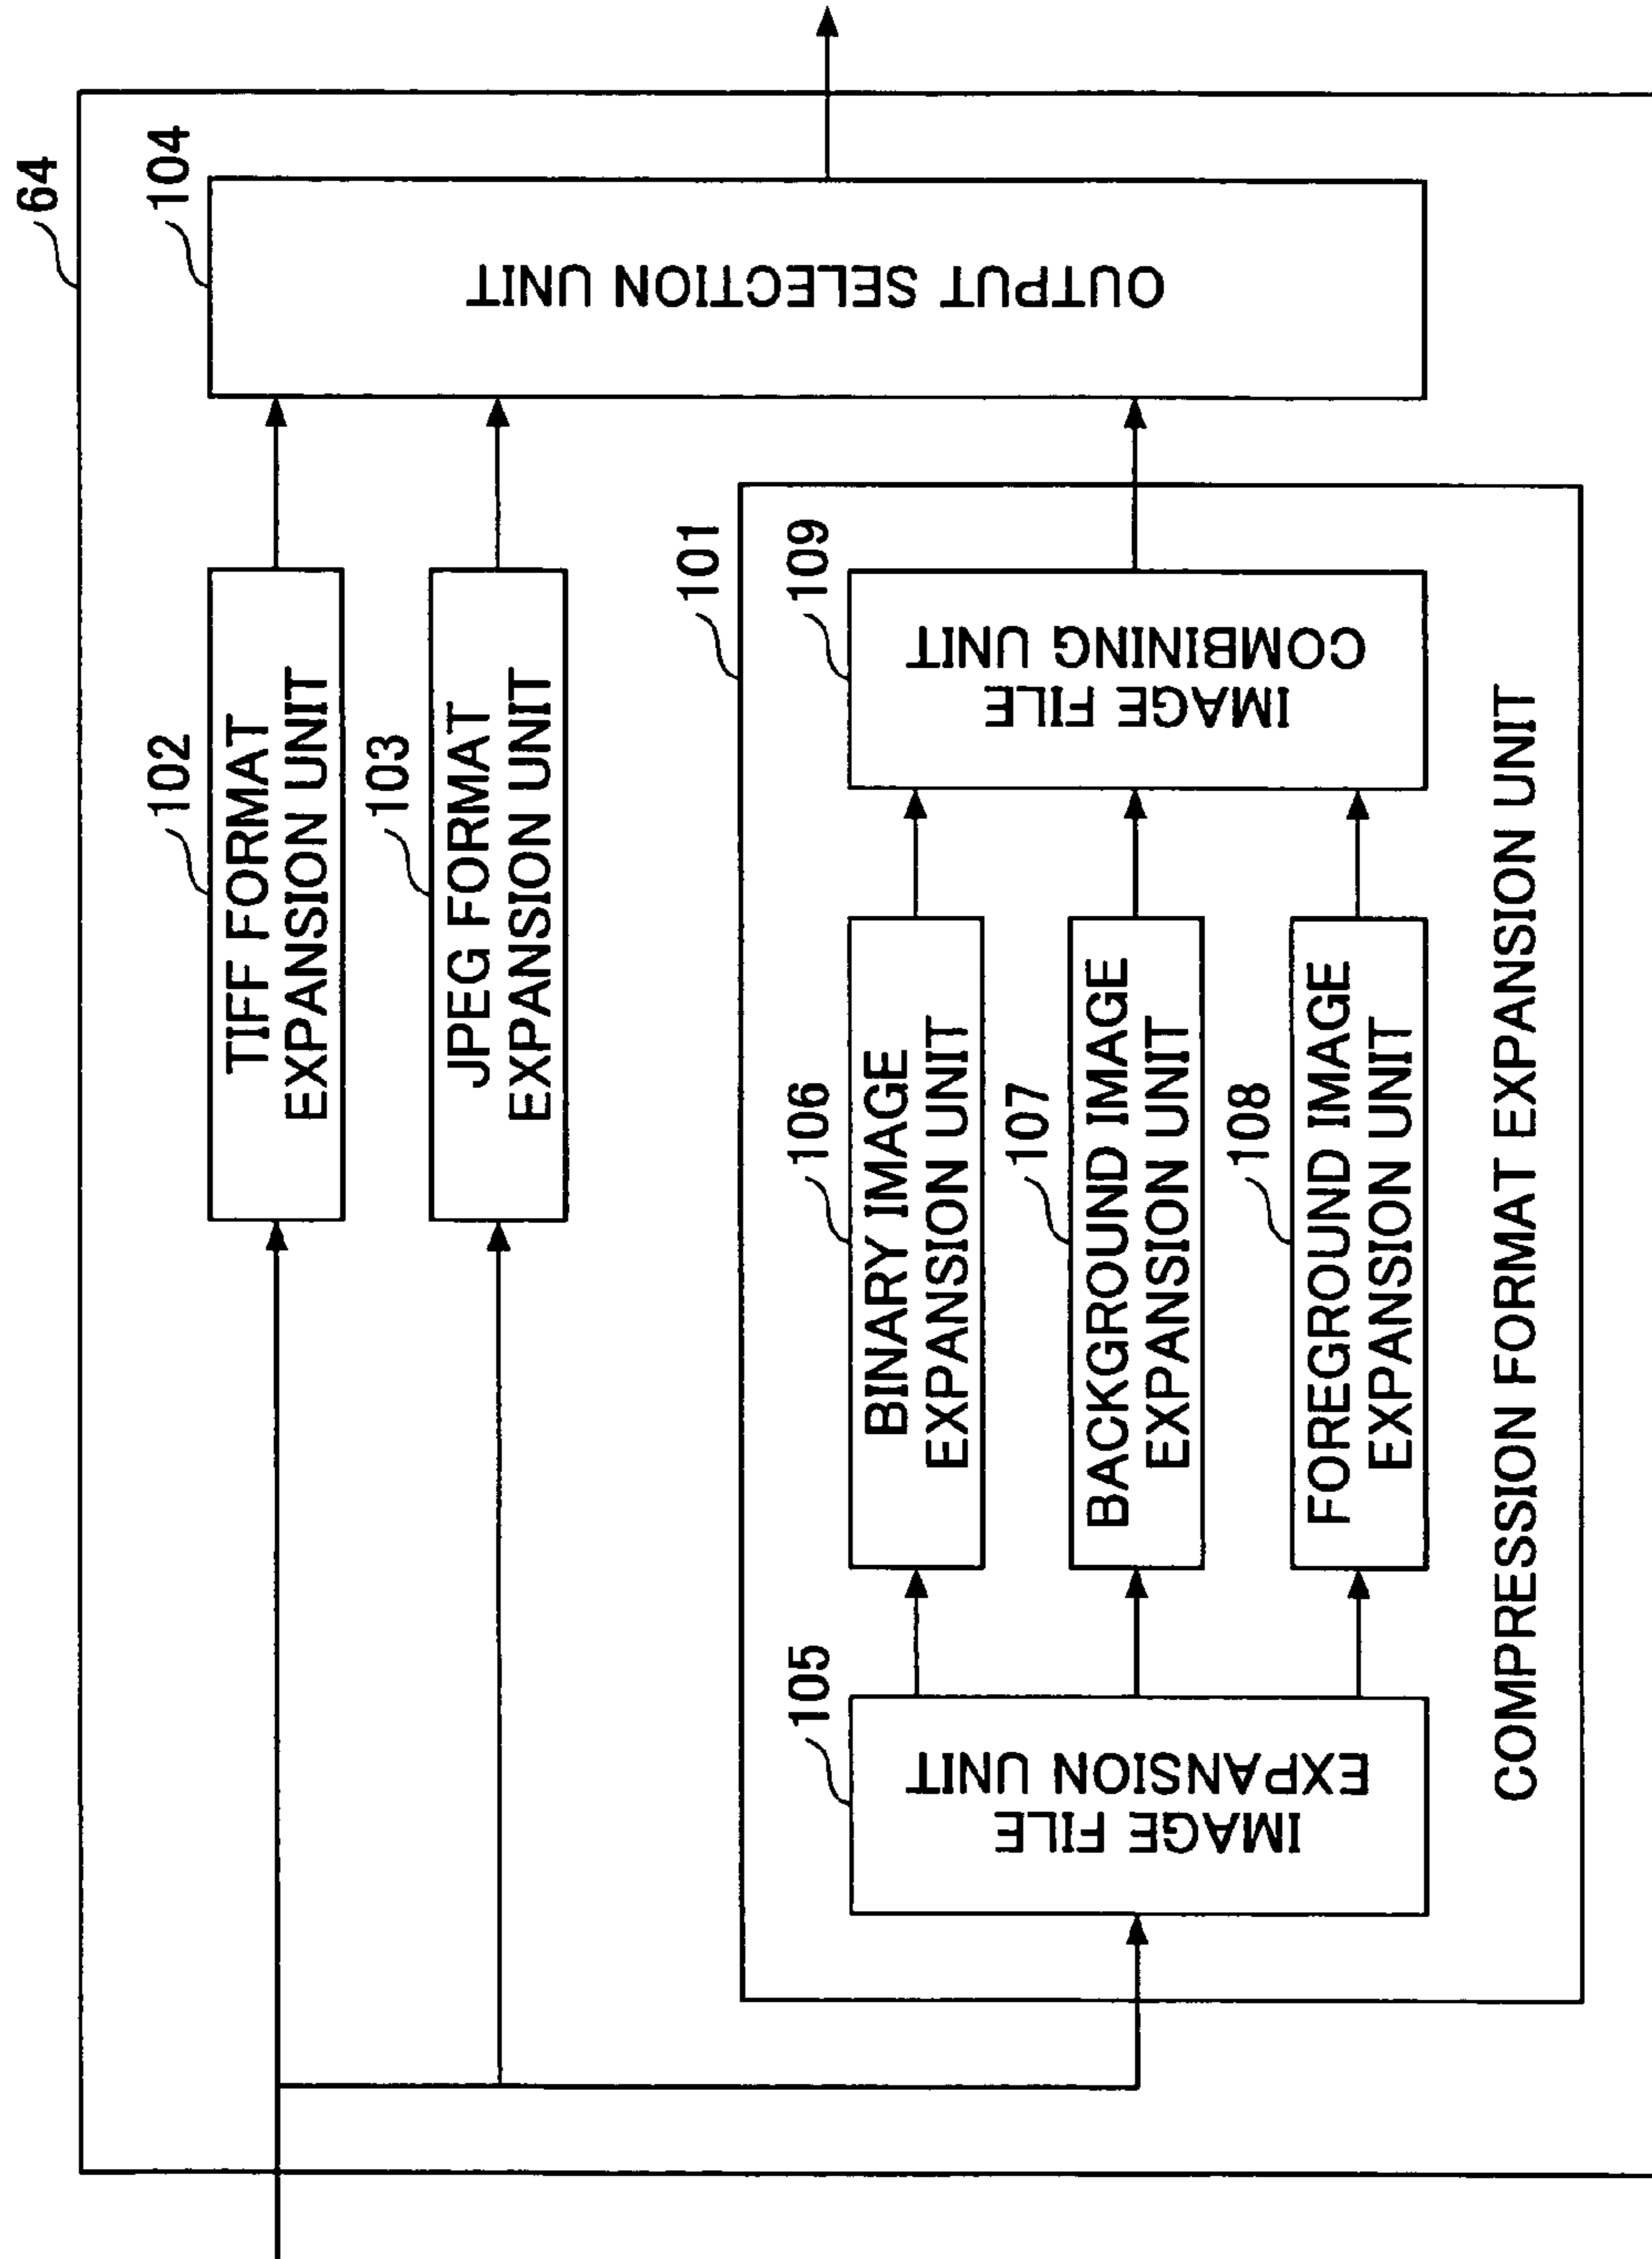 64
104
OUTPUT SELECTION UNIT
102
TIFF FORMAT
EXPANSION UNIT
103
JPEG FORMAT
EXPANSION UNIT
101
109
IMAGE FILE
COMBINING UNIT
106
BINARY IMAGE
EXPANSION UNIT
107
BACKGROUND IMAGE
EXPANSION UNIT
108
FOREGROUND IMAGE
EXPANSION UNIT
105
IMAGE FILE
EXPANSION UNIT
COMPRESSION FORMAT EXPANSION UNIT